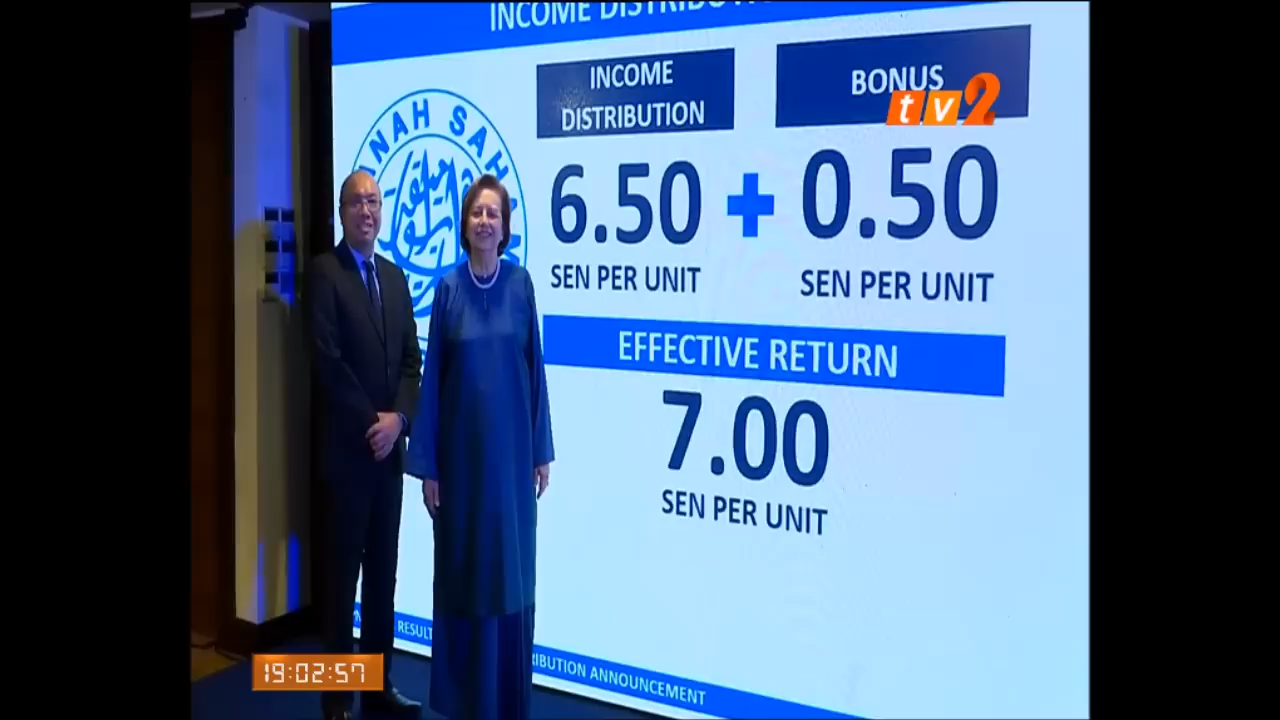 INCOME DISTRIBUTION
INCOME
DISTRIBUTION
BONUS
tv2
6.50 + 0.50
SEN PER UNIT
SEN PER UNIT
EFFECTIVE RETURN
7.00
SEN PER UNIT
ANNOUNCEMENT
19:02:57